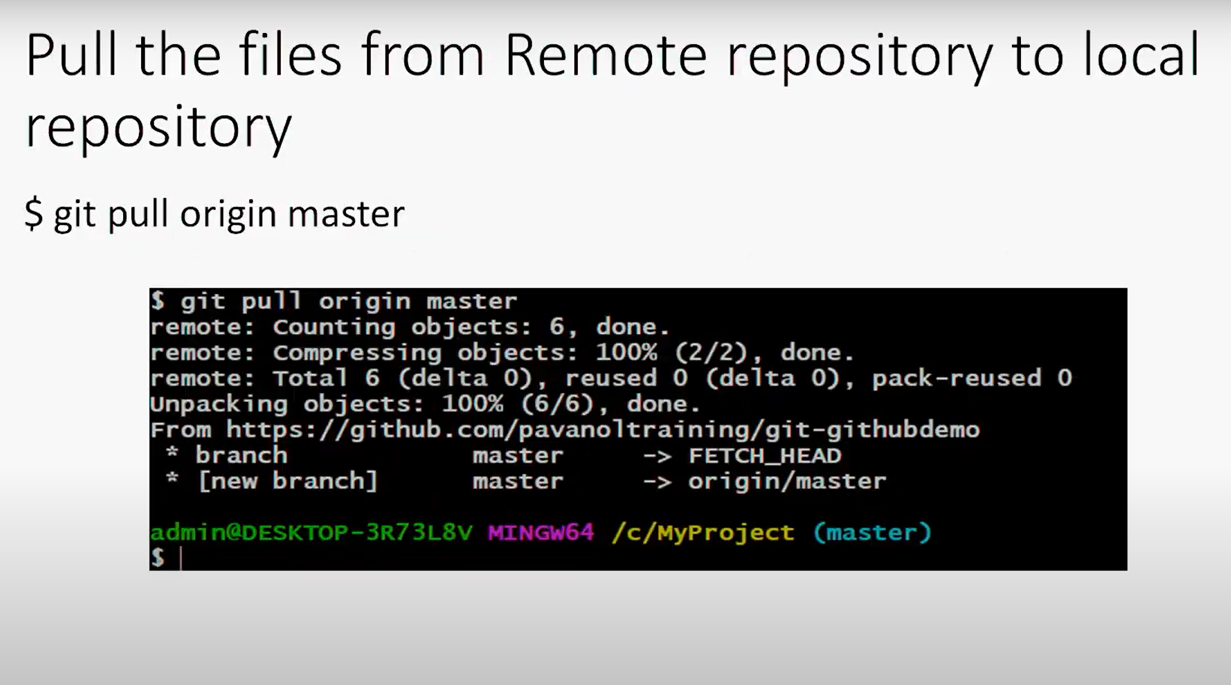 Pull the files from Remote repository to local
repository
$ git pull origin master
$ git pull origin master
remote: Counting objects: 6, done.
remote: Compressing objects: 100% (2/2), done.
remote: Total 6 (delta 0), reused 0 (delta 0), pack-reused 0
Unpacking objects: 100% (6/6), done.
From https://github.com/pavanoltraining/git-githubdemo
 * branch            master     -> FETCH_HEAD
 * [new branch]      master     -> origin/master
admin@DESKTOP-3R73L8V MINGW64 /c/MyProject (master)
$